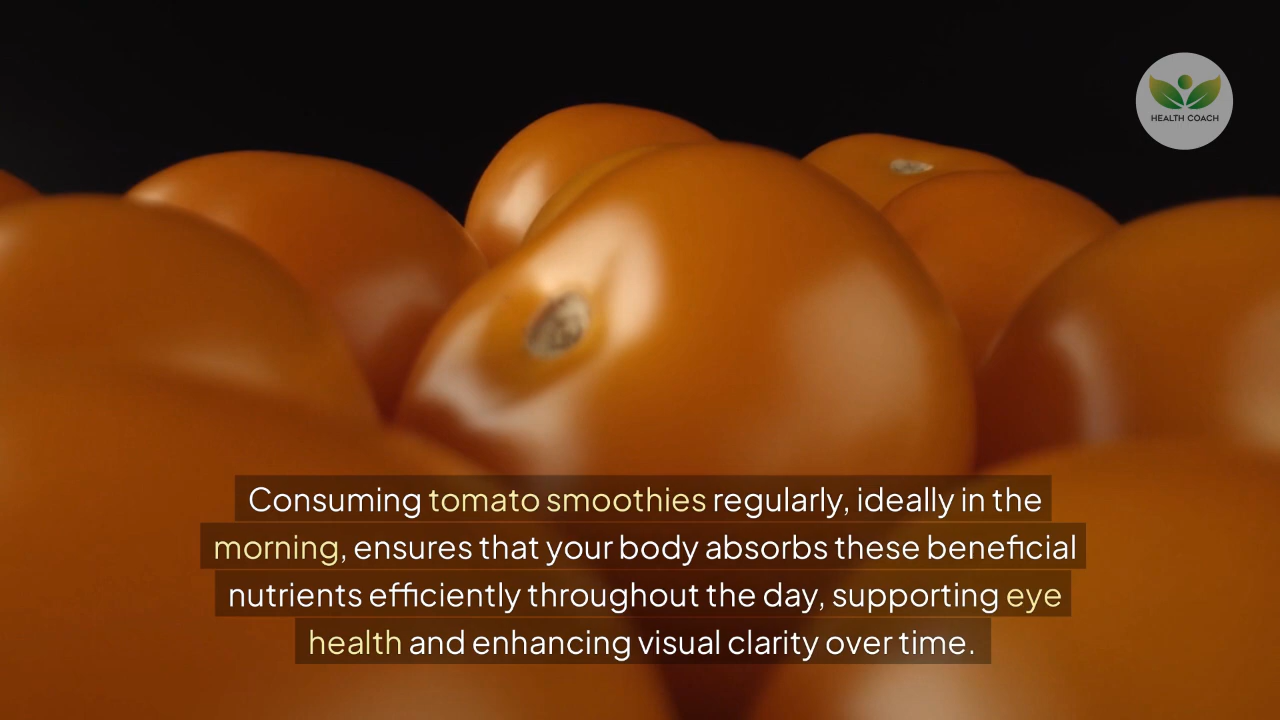 HEALTH COACH
Consuming tomato smoothies regularly, ideally in the
morning, ensures that your body absorbs these beneficial
nutrients efficiently throughout the day, supporting eye
health and enhancing visual clarity over time.